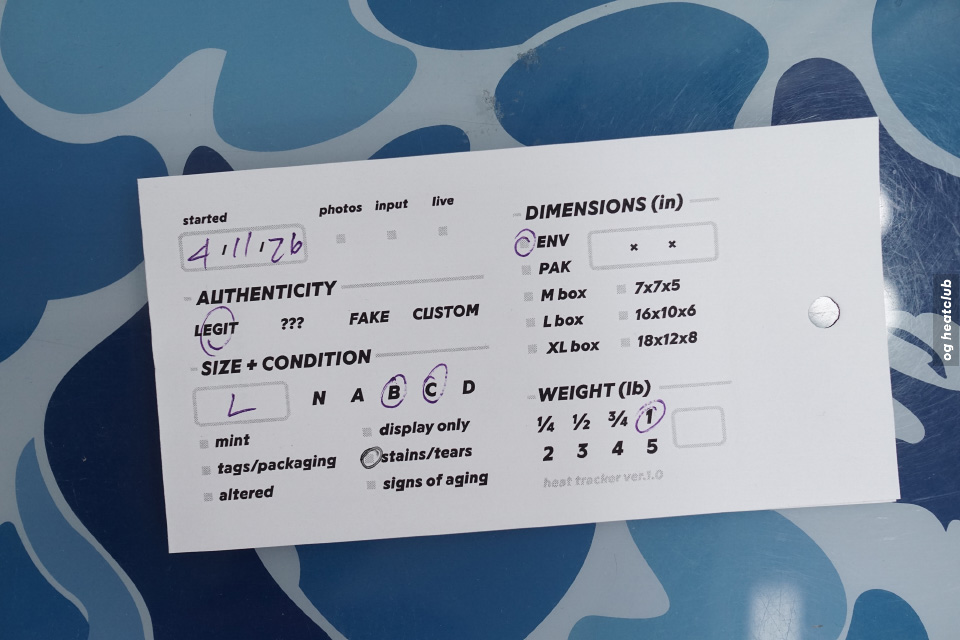 started
photos input live
4/11/26
AUTHENTICITY
LEGIT ??? FAKE CUSTOM
SIZE + CONDITION
L N A B C D
mint
tags/packaging
altered
display only
stains/tears
signs of aging
DIMENSIONS (in)
ENV x x
PAK
M box 7x7x5
L box 16x10x6
XL box 18x12x8
WEIGHT (lb)
¼ ½ ¾ 1
2 3 4 5
heat tracker ver.1.0
og heatclub